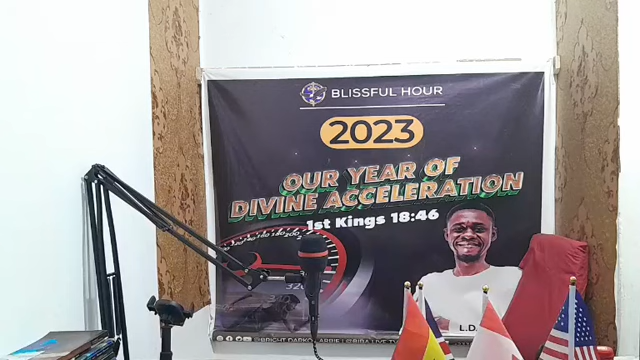 BLISSFUL HOUR
2023
OUR YEAR OF
DIVINE ACCELERATION
1st Kings 18:46
L.D.